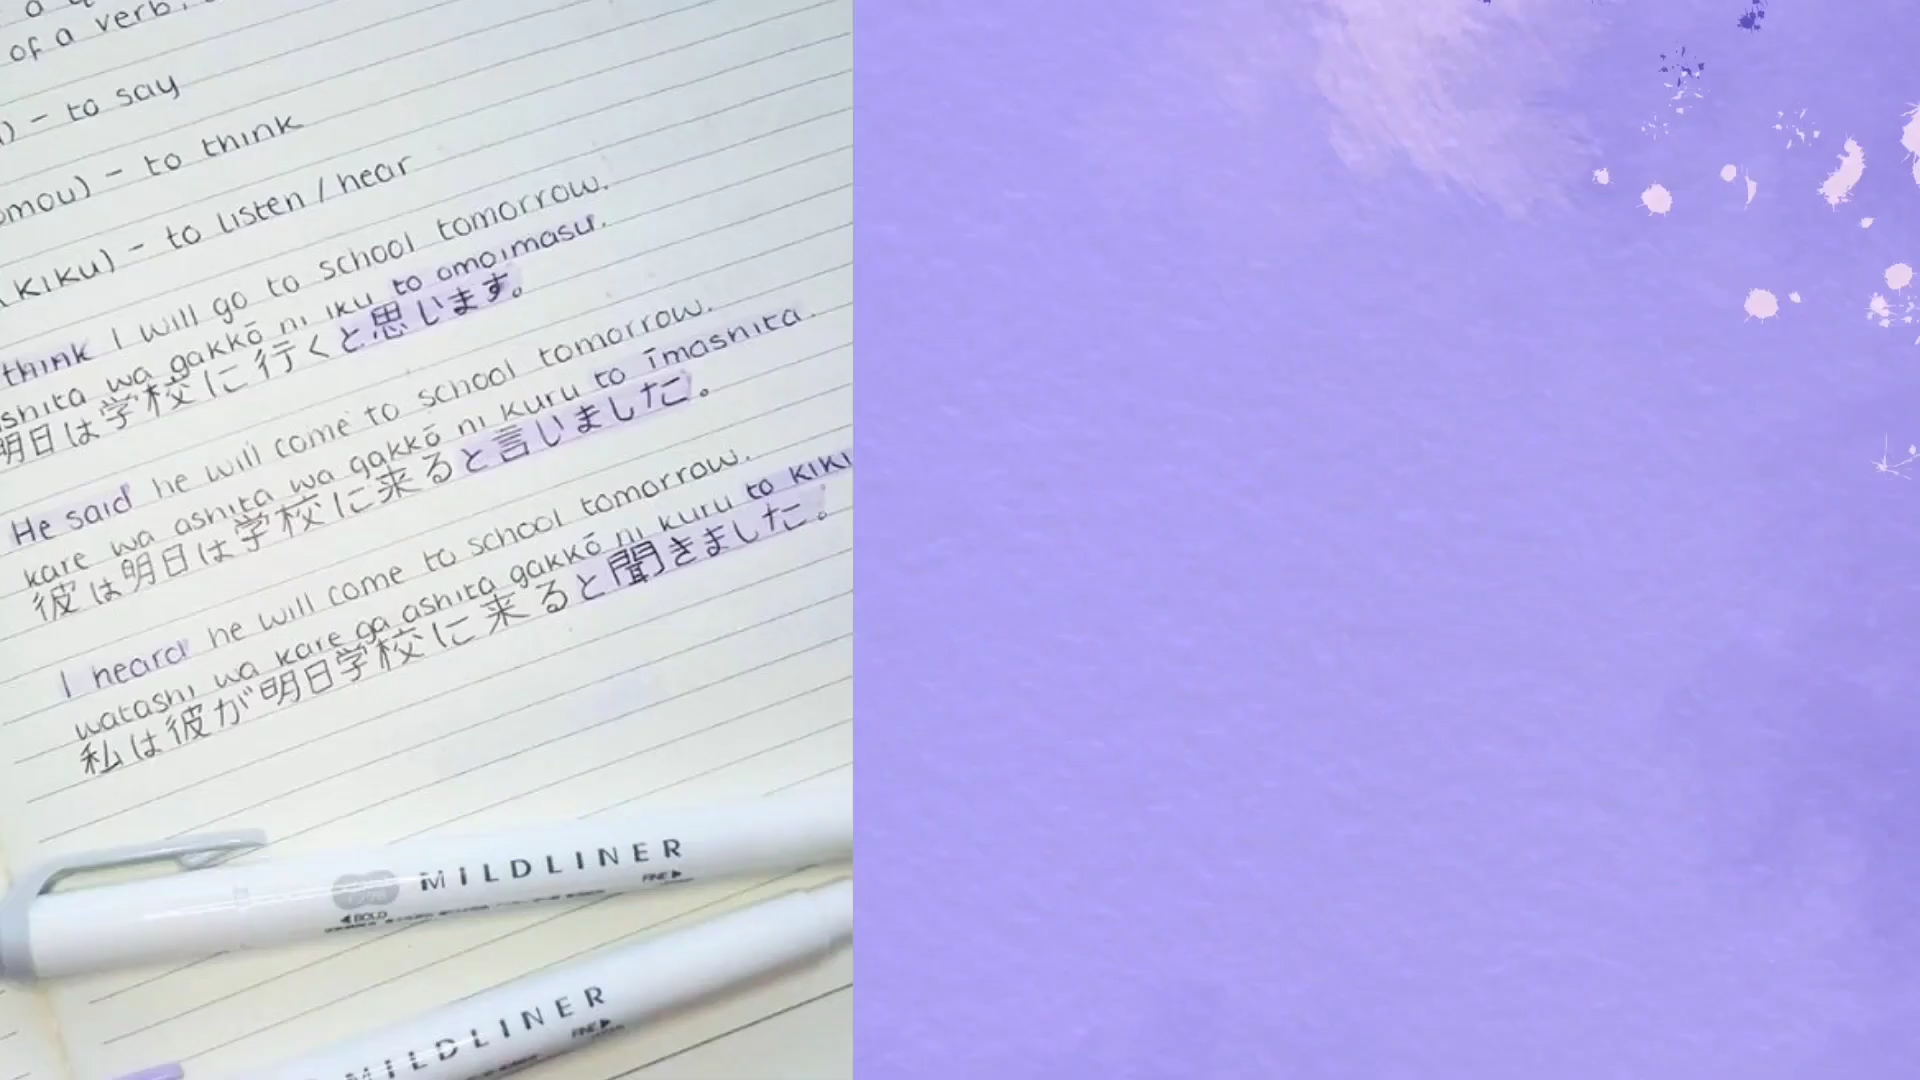 of a verb.
) - to say
omou) - to think
kiku) - to listen / hear
think I will go to school tomorrow.
ashita wa gakkō ni iku to omoimasu.
明日は学校に行くと思います。
He said he will come to school tomorrow.
kare wa ashita wa gakkō ni kuru to īmashita.
彼は明日は学校に来ると言いました。
I heard he will come to school tomorrow.
watashi wa kare ga ashita gakkō ni kuru to kiki
私は彼が明日学校に来ると聞きました。
MILDLINER
◀BOLD
FINE▶
MILDLINER
FINE▶